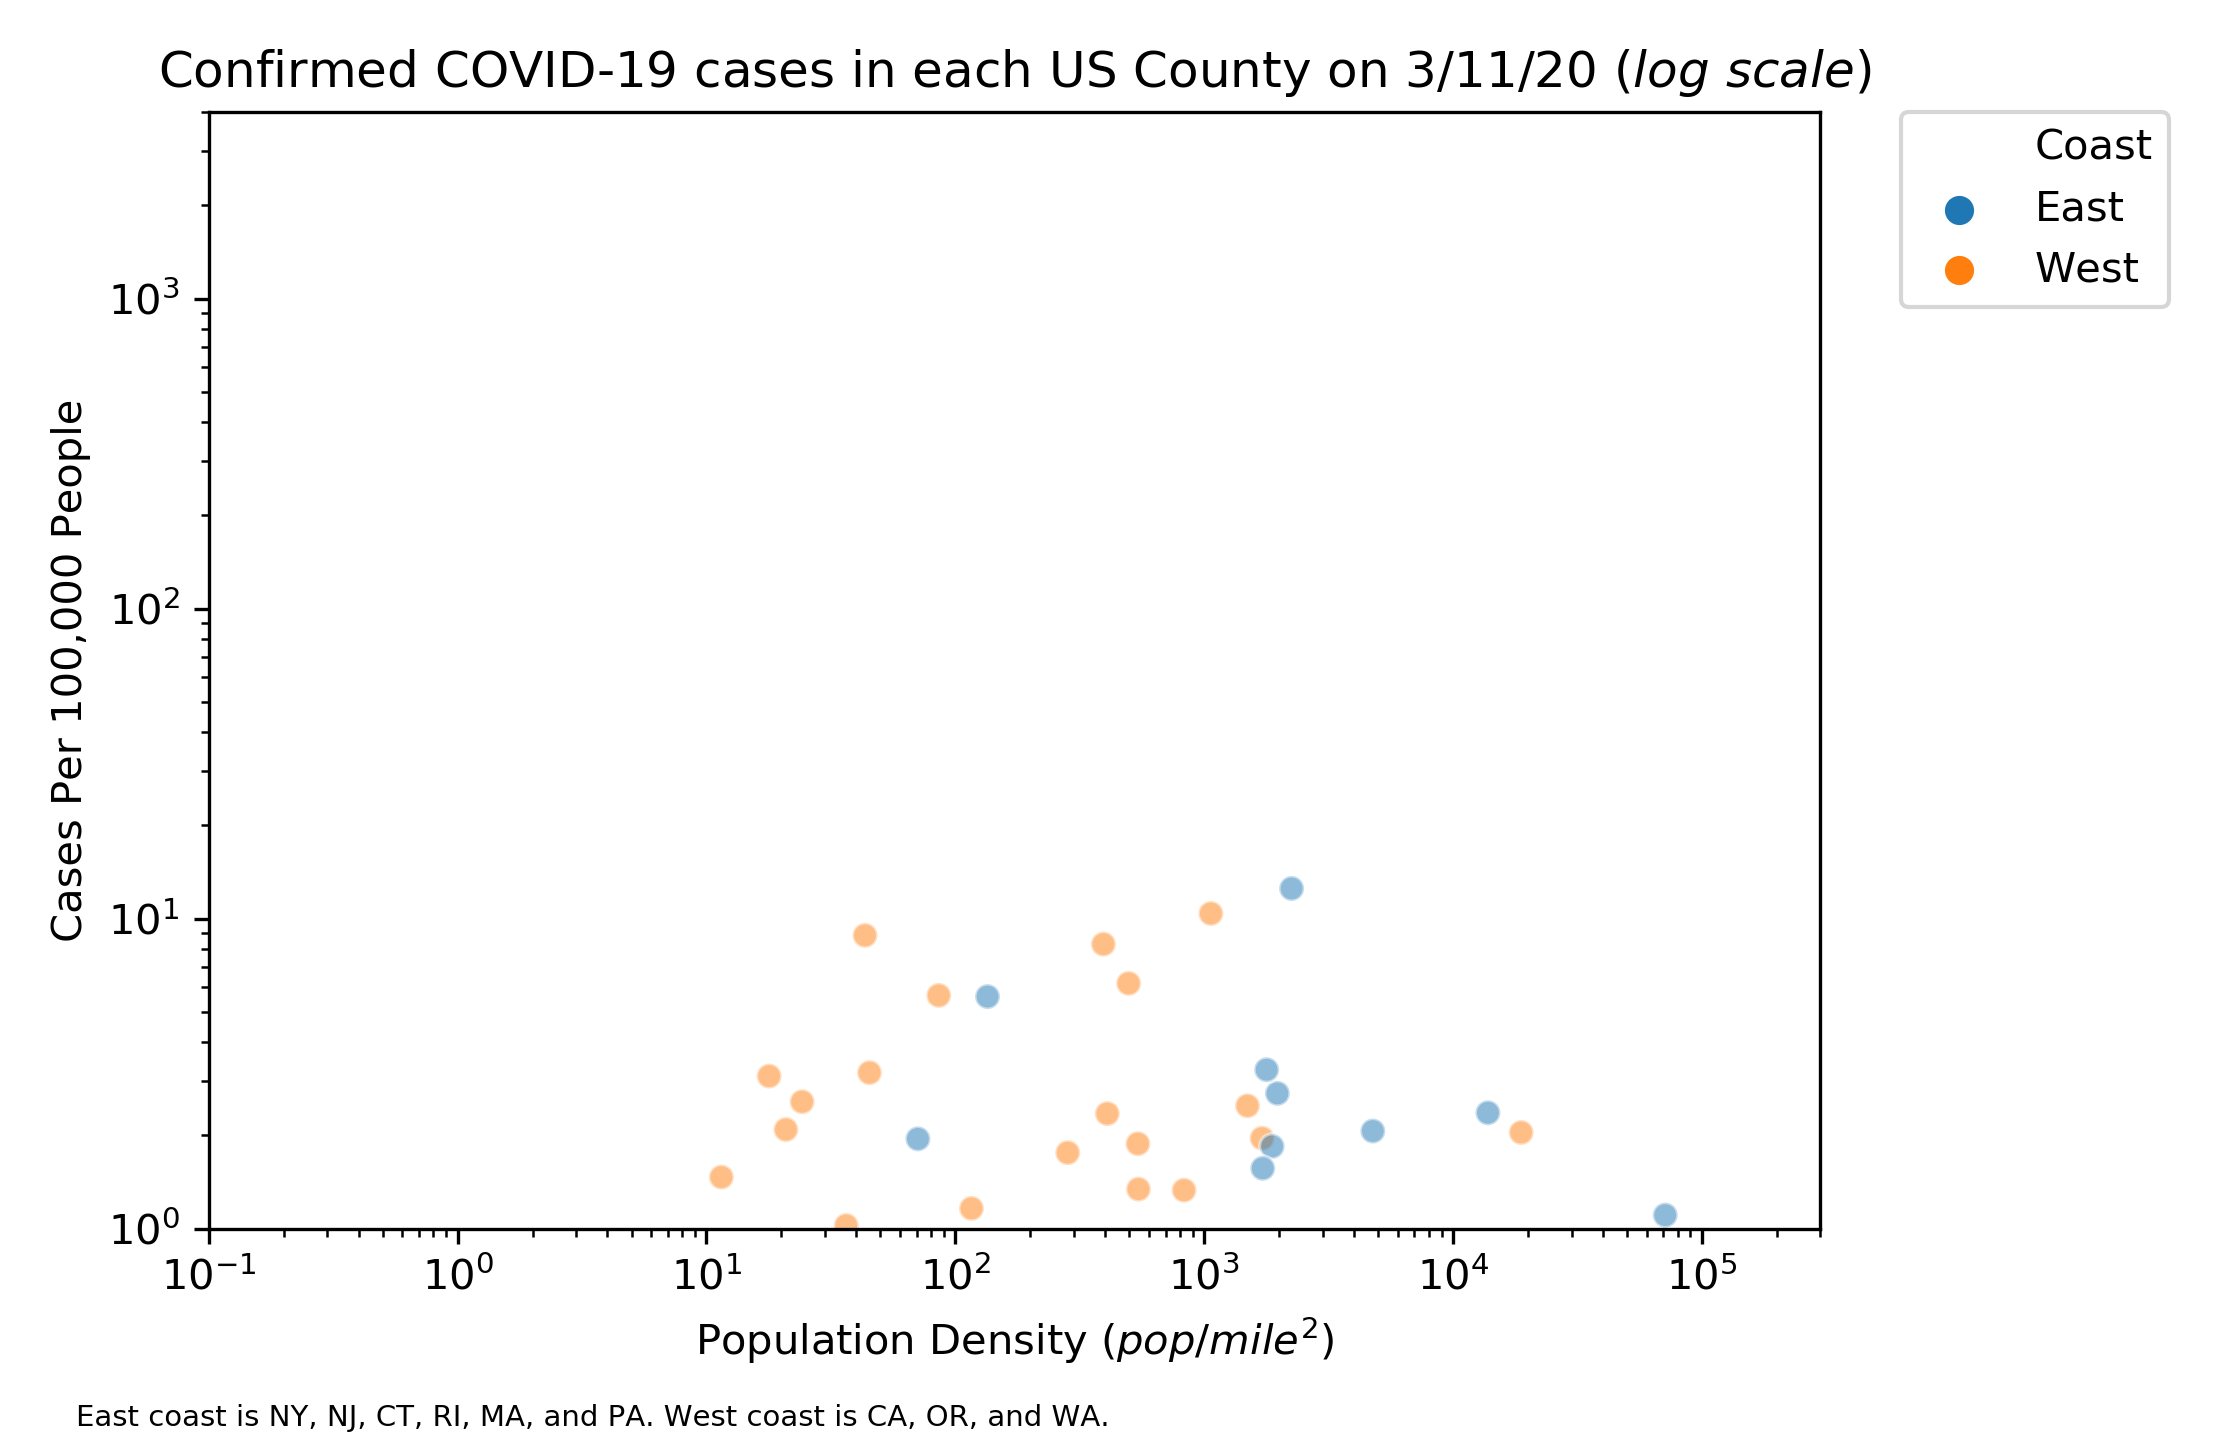 Confirmed COVID-19 cases in each US County on 3/11/20 (log scale)
Coast
East
West
Cases Per 100,000 People
10³
10²
10¹
10⁰
10⁻¹ 10⁰ 10¹ 10² 10³ 10⁴ 10⁵
Population Density (pop/mile²)
East coast is NY, NJ, CT, RI, MA, and PA. West coast is CA, OR, and WA.